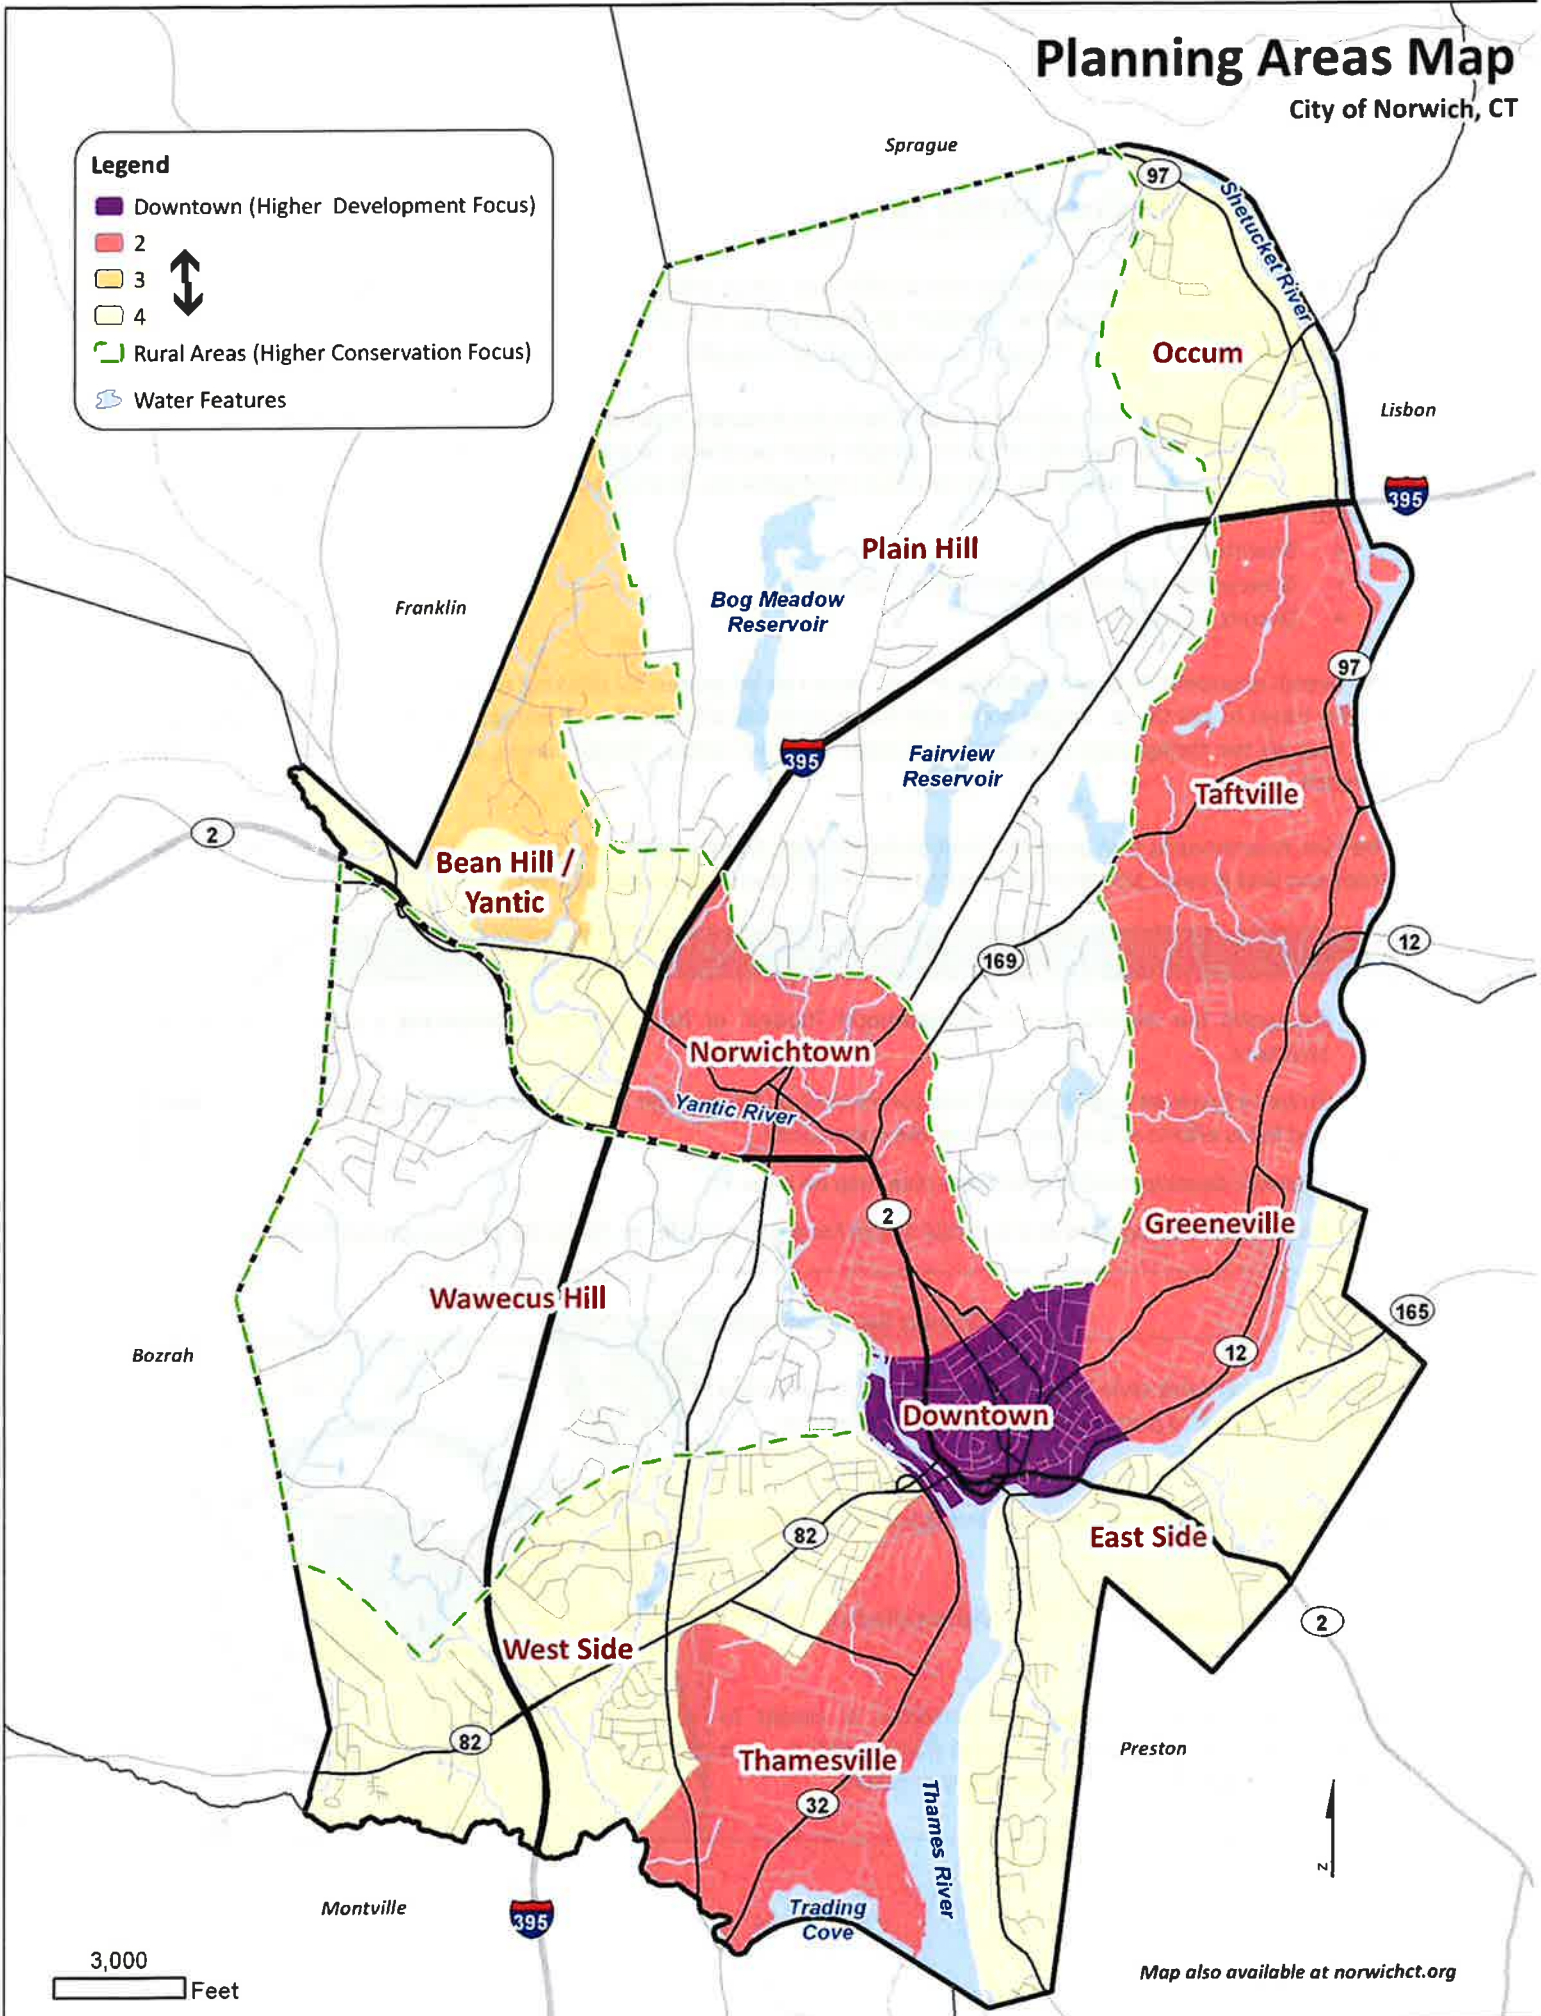 Planning Areas Map
City of Norwich, CT
Legend
Downtown (Higher Development Focus)
2
3
4
Rural Areas (Higher Conservation Focus)
Water Features
Sprague
97
Shetucket River
Occum
Lisbon
395
Plain Hill
Franklin
Bog Meadow
Reservoir
97
395
Fairview
Reservoir
Taftville
2
Bean Hill /
Yantic
12
169
Norwichtown
Yantic River
2
Greeneville
Wawecus Hill
165
Bozrah
12
Downtown
82
East Side
2
West Side
82
Preston
Thamesville
32
Thames River
N
Montville
395
Trading
Cove
3,000
Feet
Map also available at norwichct.org